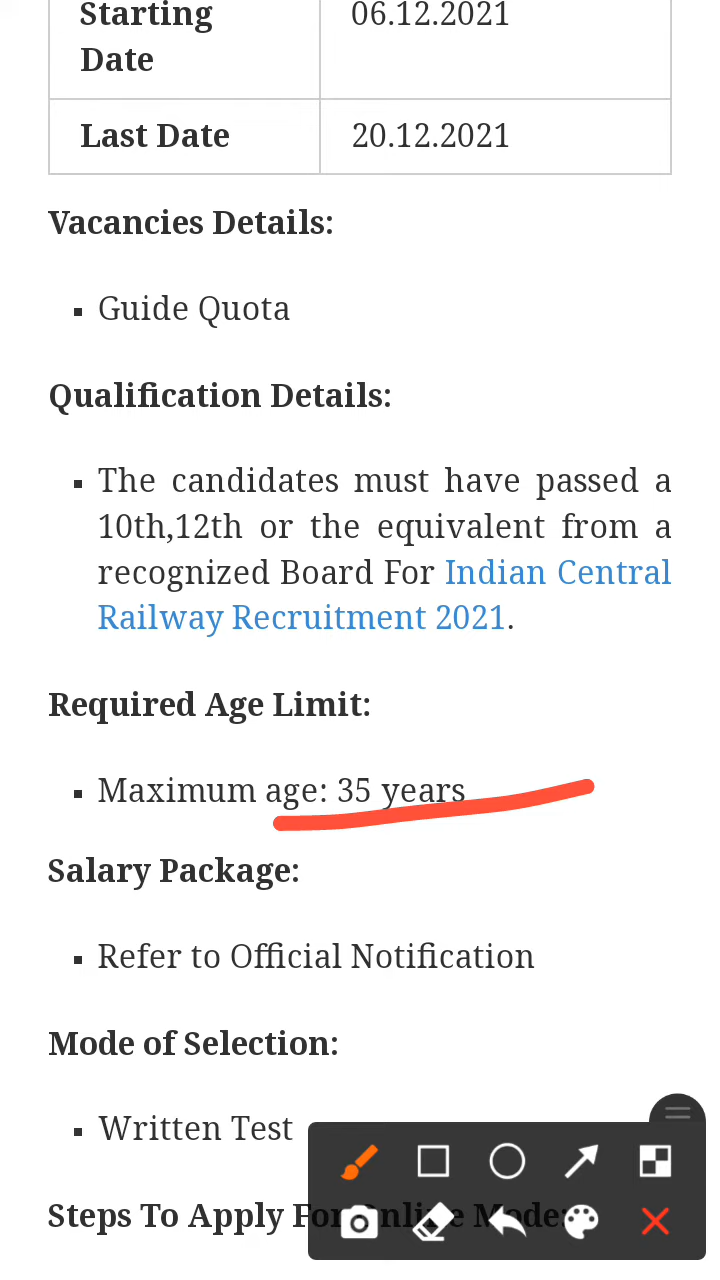 Starting 06.12.2021
Date
Last Date 20.12.2021
Vacancies Details:
▪ Guide Quota
Qualification Details:
▪ The candidates must have passed a
10th,12th or the equivalent from a
recognized Board For Indian Central
Railway Recruitment 2021.
Required Age Limit:
▪ Maximum age: 35 years
Salary Package:
▪ Refer to Official Notification
Mode of Selection:
▪ Written Test
Steps To Apply For Online Mode: